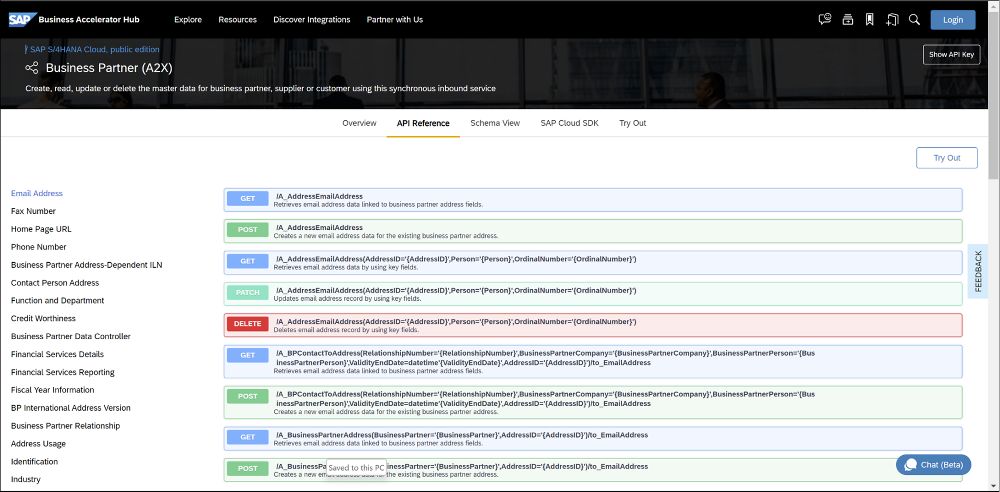 SAP Business Accelerator Hub Explore Resources Discover Integrations Partner with Us Login
/ SAP S/4HANA Cloud, public edition
Show API Key
Business Partner (A2X)
Create, read, update or delete the master data for business partner, supplier or customer using this synchronous inbound service
Overview API Reference Schema View SAP Cloud SDK Try Out
Try Out
Email Address
Fax Number
Home Page URL
Phone Number
Business Partner Address-Dependent ILN
Contact Person Address
Function and Department
Credit Worthiness
Business Partner Data Controller
Financial Services Details
Financial Services Reporting
Fiscal Year Information
BP International Address Version
Business Partner Relationship
Address Usage
Identification
Industry
GET /A_AddressEmailAddress
Retrieves email address data linked to business partner address fields.
POST /A_AddressEmailAddress
Creates a new email address data for the existing business partner address.
GET /A_AddressEmailAddress(AddressID='{AddressID}',Person='{Person}',OrdinalNumber='{OrdinalNumber}')
Retrieves email address data by using key fields.
PATCH /A_AddressEmailAddress(AddressID='{AddressID}',Person='{Person}',OrdinalNumber='{OrdinalNumber}')
Updates email address record by using key fields.
DELETE /A_AddressEmailAddress(AddressID='{AddressID}',Person='{Person}',OrdinalNumber='{OrdinalNumber}')
Deletes email address record by using key fields.
GET /A_BPContactToAddress(RelationshipNumber='{RelationshipNumber}',BusinessPartnerCompany='{BusinessPartnerCompany}',BusinessPartnerPerson='{Bus
inessPartnerPerson}',ValidityEndDate=datetime'{ValidityEndDate}',AddressID='{AddressID}')/to_EmailAddress
Retrieves email address data linked to business partner address fields.
POST /A_BPContactToAddress(RelationshipNumber='{RelationshipNumber}',BusinessPartnerCompany='{BusinessPartnerCompany}',BusinessPartnerPerson='{Bus
inessPartnerPerson}',ValidityEndDate=datetime'{ValidityEndDate}',AddressID='{AddressID}')/to_EmailAddress
Creates a new email address data for the existing business partner address.
GET /A_BusinessPartnerAddress(BusinessPartner='{BusinessPartner}',AddressID='{AddressID}')/to_EmailAddress
Retrieves email address data linked to business partner address fields.
POST /A_BusinessPa inessPartner='{BusinessPartner}',AddressID='{AddressID}')/to_EmailAddress
Saved to this PC
Creates a new email address data for the existing business partner address.
FEEDBACK
Chat (Beta)